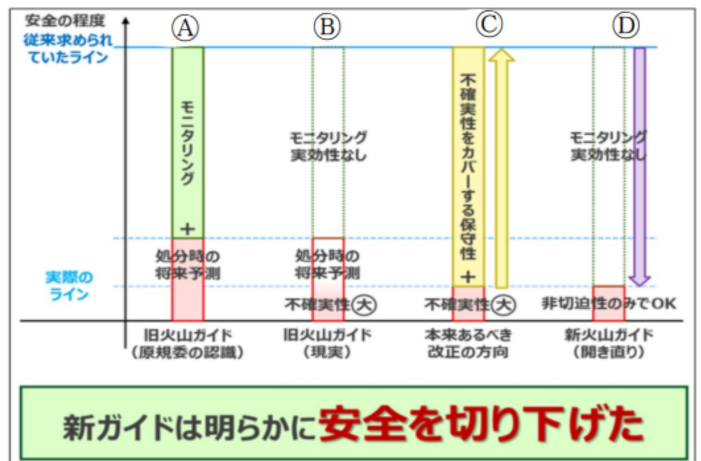 安全の程度
従来求められ
ていたライン
Ⓐ
Ⓑ
Ⓒ
Ⓓ
モニタリング
+
処分時の
将来予測
モニタリング
実効性なし
処分時の
将来予測
不確実性㊅
不確実性をカバーする保守性
+
不確実性㊅
モニタリング
実効性なし
非切迫性のみでOK
実際の
ライン
旧火山ガイド
（原規委の認識）
旧火山ガイド
（現実）
本来あるべき
改正の方向
新火山ガイド
（開き直り）
新ガイドは明らかに安全を切り下げた